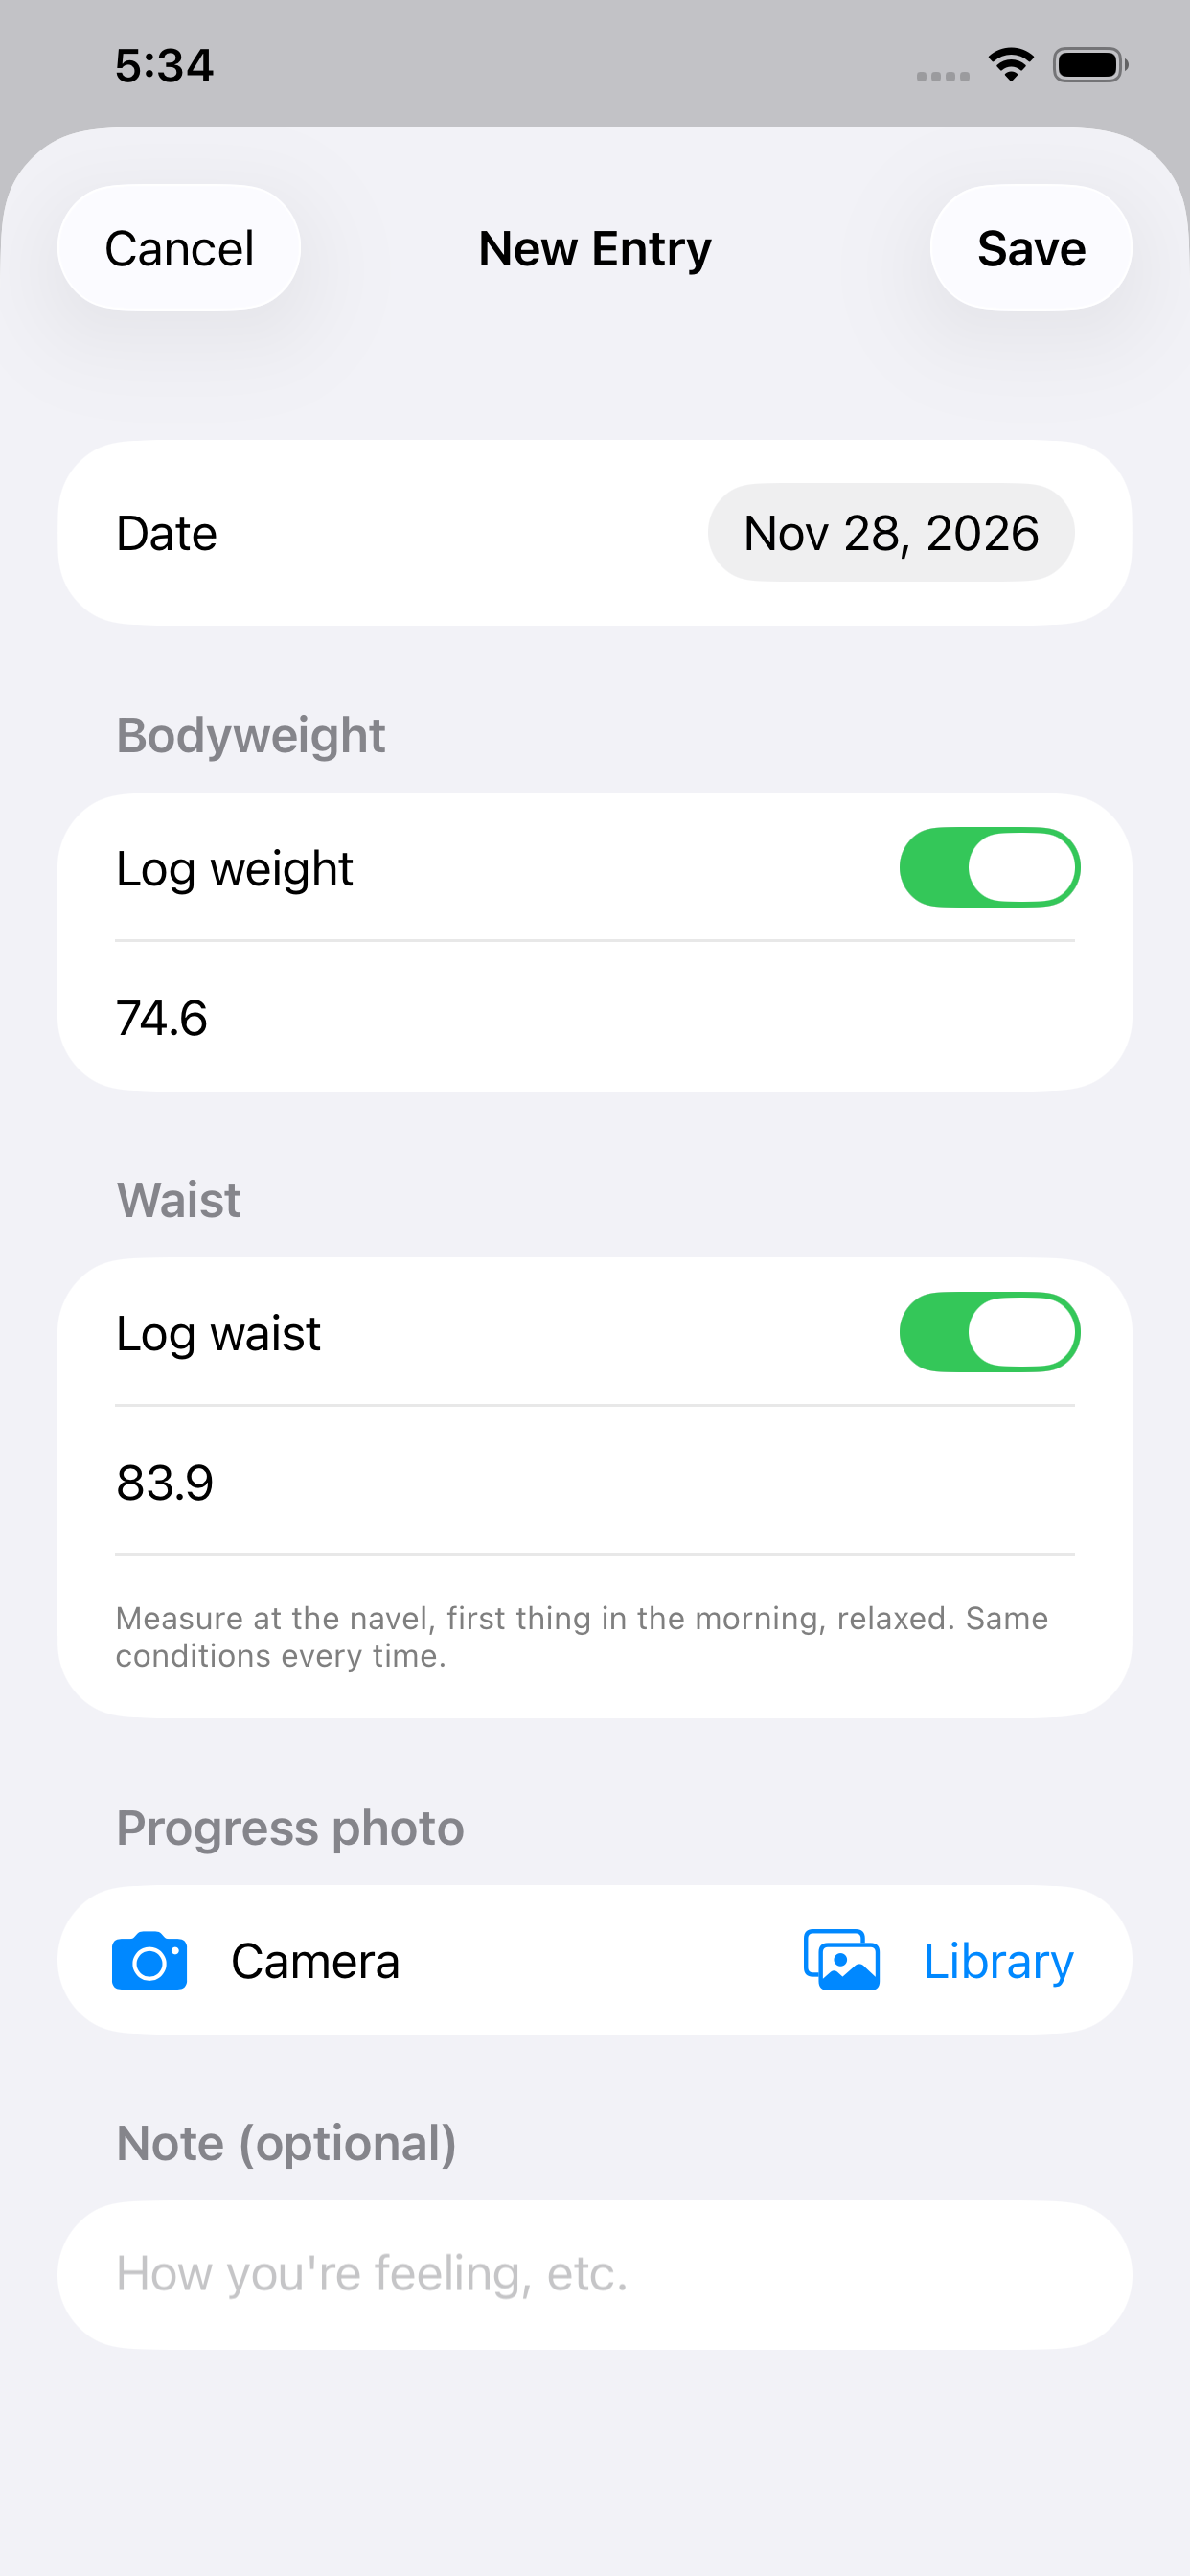 5:34
Cancel
New Entry
Save
Date
Nov 28, 2026
Bodyweight
Log weight
74.6
Waist
Log waist
83.9
Measure at the navel, first thing in the morning, relaxed. Same
conditions every time.
Progress photo
Camera
Library
Note (optional)
How you're feeling, etc.